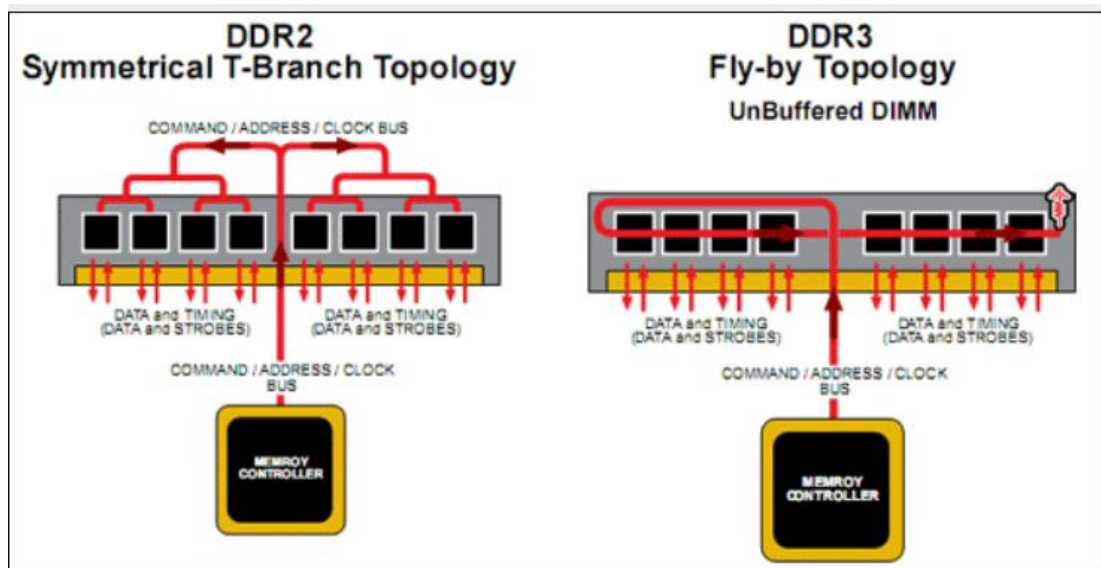 DDR2
Symmetrical T-Branch Topology
COMMAND / ADDRESS / CLOCK BUS
DATA and TIMING
(DATA and STROBES)
DATA and TIMING
(DATA and STROBES)
COMMAND / ADDRESS / CLOCK
BUS
MEMROY
CONTROLLER
DDR3
Fly-by Topology
UnBuffered DIMM
DATA and TIMING
(DATA and STROBES)
DATA and TIMING
(DATA and STROBES)
COMMAND / ADDRESS / CLOCK
BUS
MEMROY
CONTROLLER